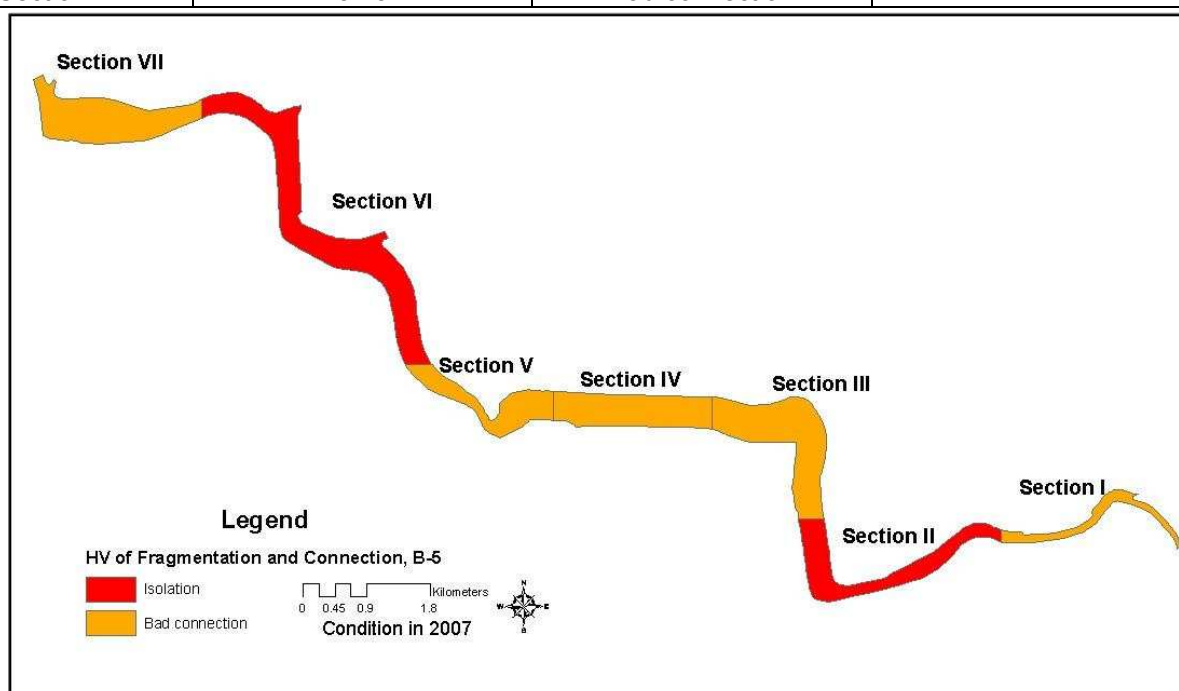 Section VII
Section VI
Section V
Section IV
Section III
Section I
Section II
Legend
HV of Fragmentation and Connection, B-5
Isolation
Bad connection
Kilometers
0 0.45 0.9 1.8
Condition in 2007
N
W E
S